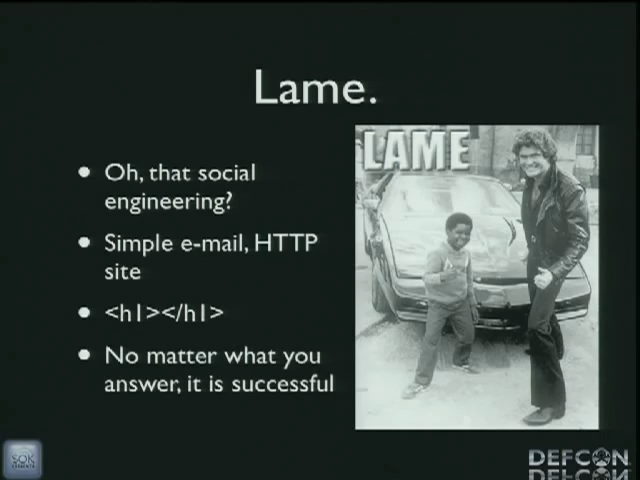 Lame.
LAME
• Oh, that social
engineering?
• Simple e-mail, HTTP
site
• <h1></h1>
• No matter what you
answer, it is successful
SOK
DEFCON